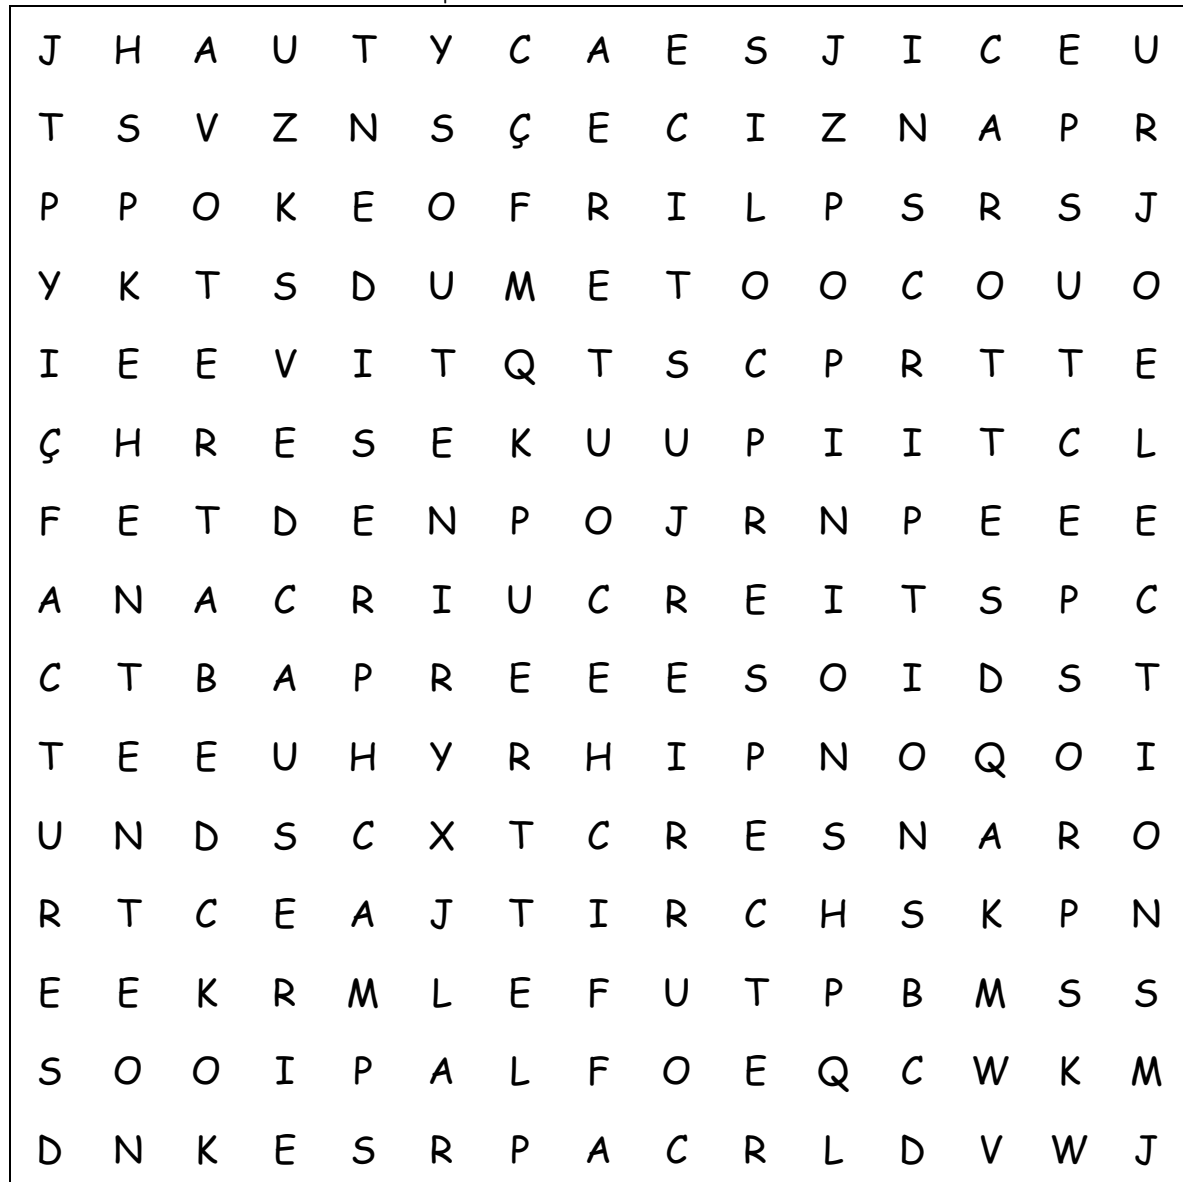 J H A U T Y C A E S J I C E U
T S V Z N S Ç E C I Z N A P R
P P O K E O F R I L P S R S J
Y K T S D U M E T O O C O U O
I E E V I T Q T S C P R T T E
Ç H R E S E K U U P I I T C L
F E T D E N P O J R N P E E E
A N A C R I U C R E I T S P C
C T B A P R E E E S O I D S T
T E E U H Y R H I P N O Q O I
U N D S C X T C R E S N A R O
R T C E A J T I R C H S K P N
E E K R M L E F U T P B M S S
S O O I P A L F O E Q C W K M
D N K E S R P A C R L D V W J